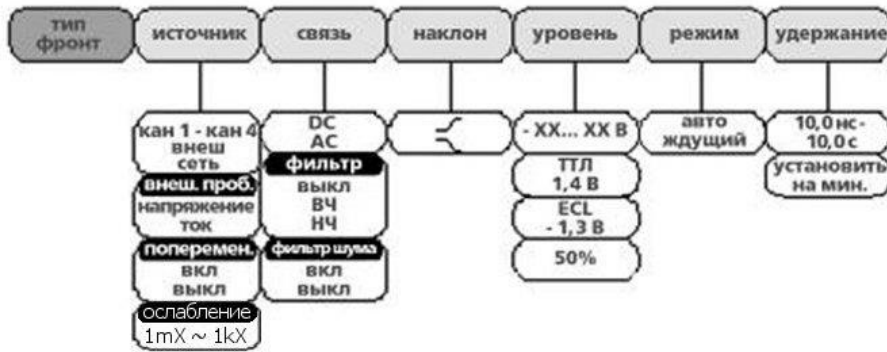 тип
фронт
источник
связь
наклон
уровень
режим
удержание
кан 1 - кан 4
внеш
сеть
внеш. проб.
напряжение
ток
поперемен.
вкл
выкл
ослабление
1mX ~ 1kX
DC
AC
фильтр
выкл
ВЧ
НЧ
фильтр шума
вкл
выкл
- XX... XX В
ТТЛ
1,4 В
ECL
- 1,3 В
50%
авто
ждущий
10,0 нс -
10,0 с
установить
на мин.